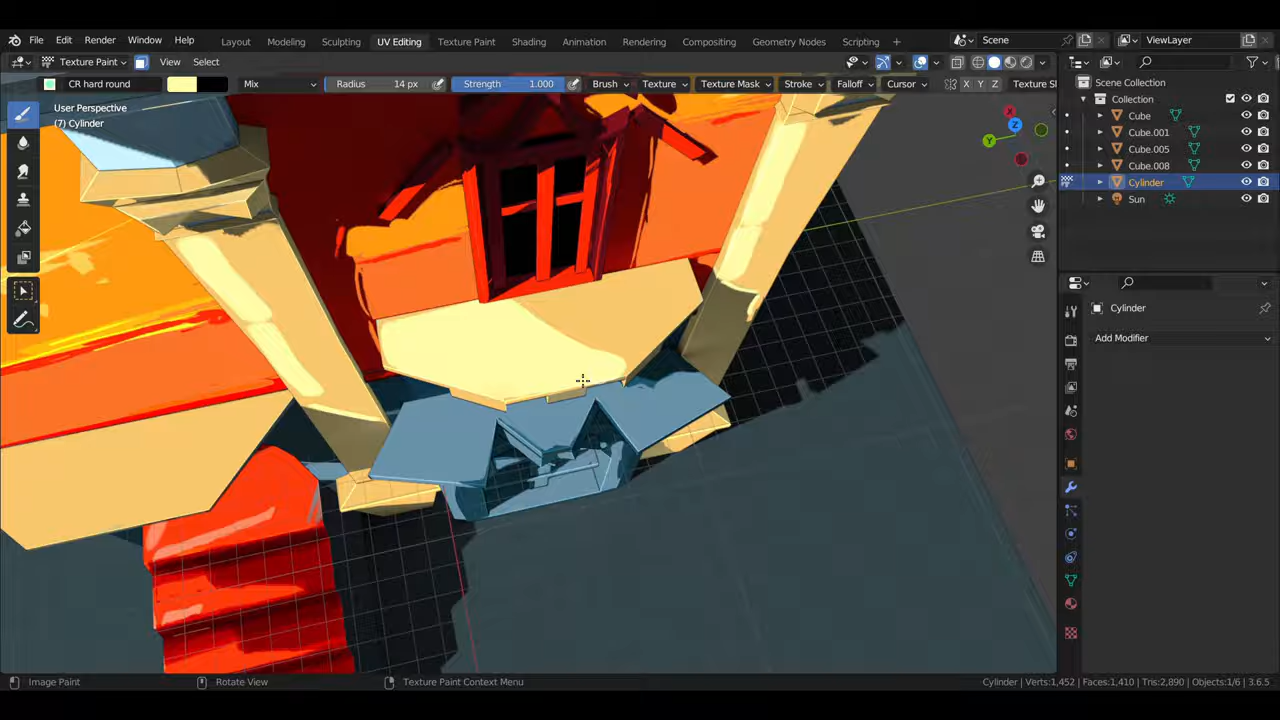 File Edit Render Window Help Layout Modeling Sculpting UV Editing Texture Paint Shading Animation Rendering Compositing Geometry Nodes Scripting + Scene ViewLayer
Texture Paint View Select
CR hard round Mix Radius 14 px Strength 1.000 Brush Texture Texture Mask Stroke Falloff Cursor X Y Z Texture Sl
User Perspective
(7) Cylinder
Z
Y
Scene Collection
Collection
Cube
Cube.001
Cube.005
Cube.008
Cylinder
Sun
Cylinder
Add Modifier
Image Paint Rotate View Texture Paint Context Menu Cylinder | Verts:1,452 | Faces:1,410 | Tris:2,890 | Objects:1/6 | 3.6.5